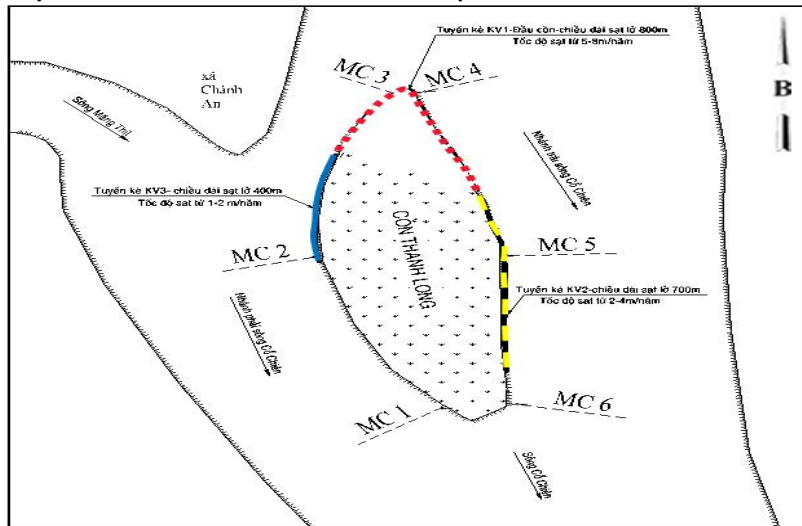 Tuyến kè KV1-Đầu cồn-chiều dài sạt lở 800m
Tốc độ sạt từ 5-8m/năm
MC 3
MC 4
B
xã
Chánh
An
Sông Măng Thít
Nhánh trái sông Cổ Chiên
Tuyến kè KV3- chiều dài sạt lở 400m
Tốc độ sạt từ 1-2 m/năm
CỒN THANH LONG
MC 2
MC 5
Tuyến kè KV2-chiều dài sạt lở 700m
Tốc độ sạt từ 2-4m/năm
Nhánh phải sông Cổ Chiên
MC 1
MC 6
Sông Cổ Chiên